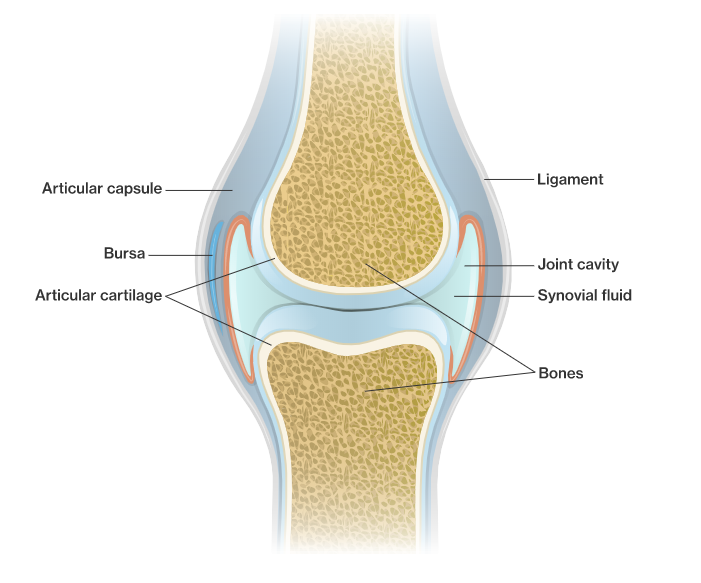 Articular capsule
Ligament
Bursa
Joint cavity
Articular cartilage
Synovial fluid
Bones